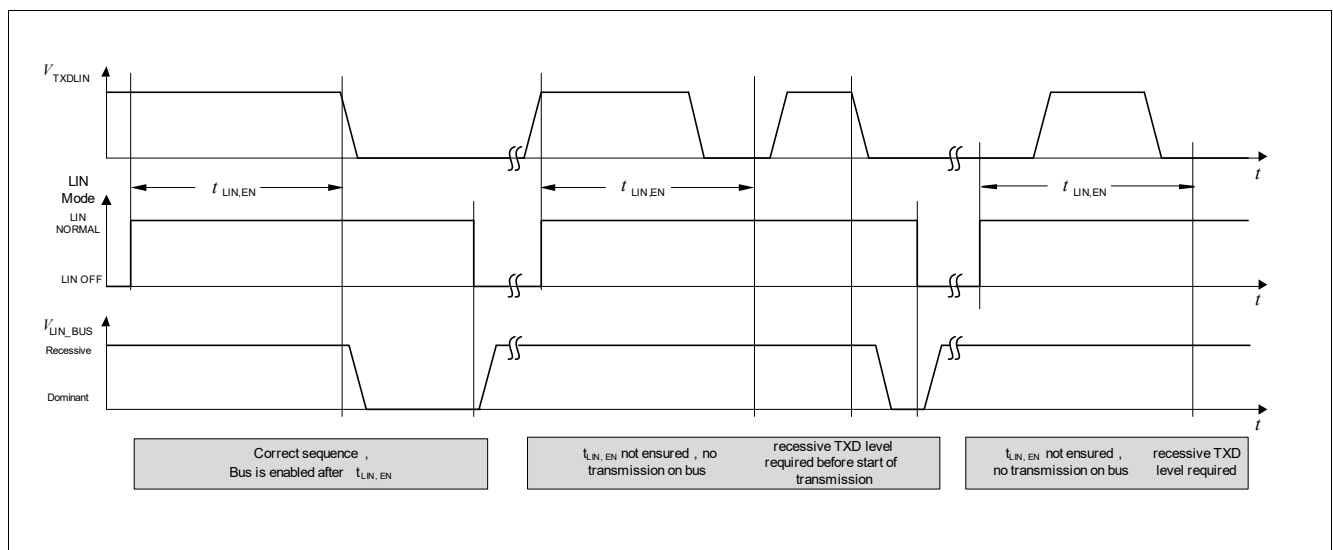 V TXDLIN
t
LIN
Mode
t LIN,EN
t LIN,EN
t LIN,EN
LIN
NORMAL
LIN OFF
t
V LIN_BUS
Recessive
Dominant
t
Correct sequence ,
Bus is enabled after t LIN, EN
t LIN, EN not ensured , no
transmission on bus
recessive TXD level
required before start of
transmission
t LIN, EN not ensured ,
no transmission on bus
recessive TXD
level required